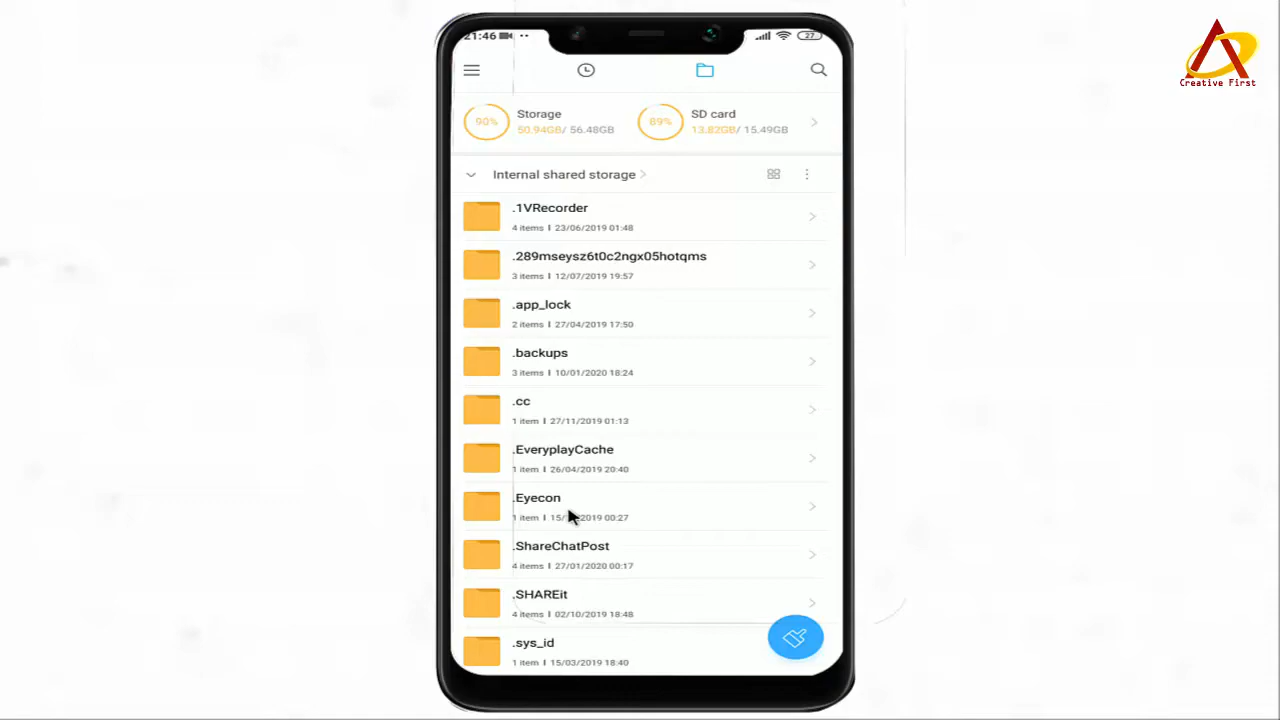 21:46
27
Creative First
90%
Storage
50.94GB/ 56.48GB
89%
SD card
13.82GB/ 15.49GB
Internal shared storage
.1VRecorder
4 items | 23/06/2019 01:48
.289mseysz6t0c2ngx05hotqms
3 items | 12/07/2019 19:57
.app_lock
2 items | 27/04/2019 17:50
.backups
3 items | 10/01/2020 18:24
.cc
1 item | 27/11/2019 01:13
.EveryplayCache
1 item | 26/04/2019 20:40
.Eyecon
1 item | 2019 00:27
.ShareChatPost
4 items | 27/01/2020 00:17
.SHAREit
4 items | 02/10/2019 18:48
.sys_id
1 item | 15/03/2019 18:40